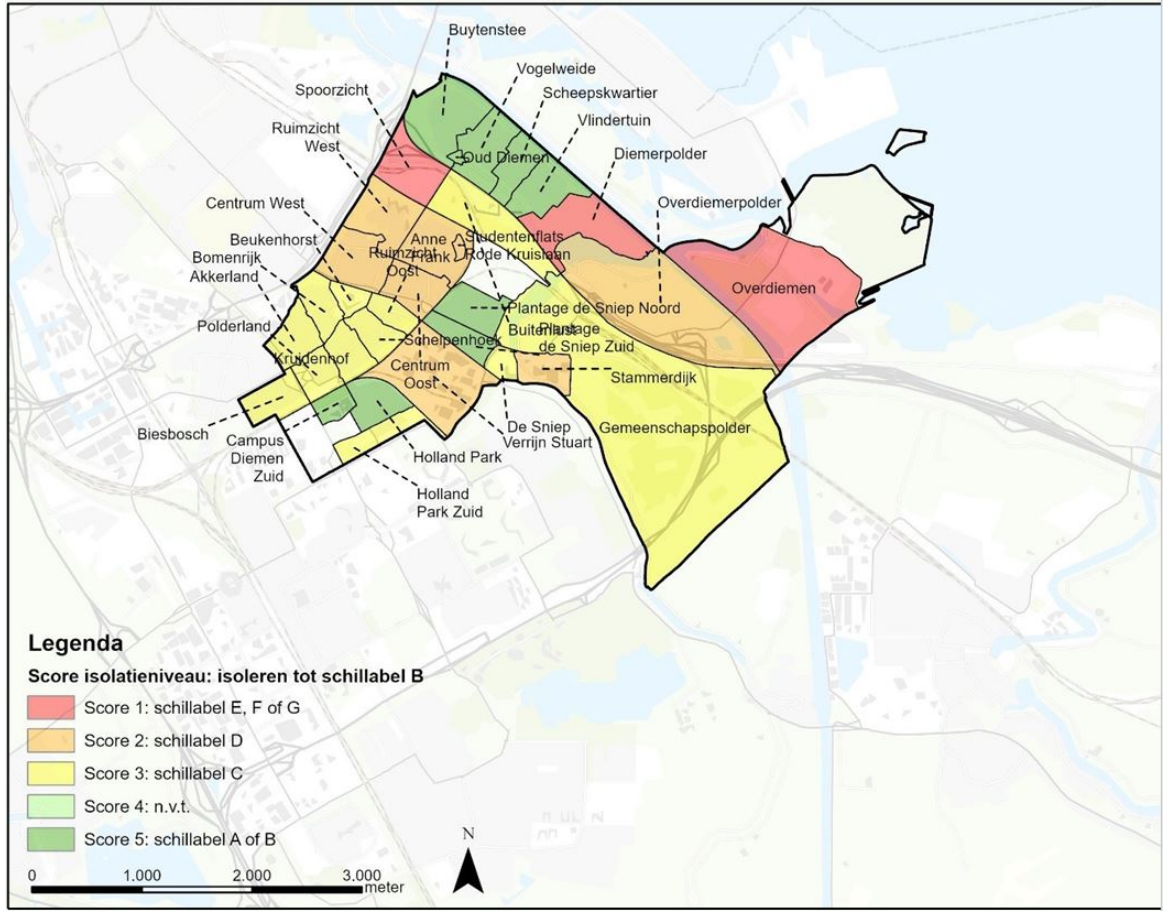 Buytenstee
Vogelweide
Spoorzicht
Scheepskwartier
Vlindertuin
Ruimzicht
West
Oud Diemen
Diemerpolder
Centrum West
Overdiemerpolder
Beukenhorst
Anne
Frank
Studentenflats
Rode Kruislaan
Bomenrijk
Ruimzicht
Oost
Akkerland
Overdiemen
Plantage de Sniep Noord
Polderland
Buitenlust
Plantage
de Sniep Zuid
Schelpenhoek
Kruidenhof
Centrum
Oost
Stammerdijk
Gemeenschapspolder
De Sniep
Verrijn Stuart
Biesbosch
Campus
Diemen
Zuid
Holland Park
Holland
Park Zuid
Legenda
Score isolatieniveau: isoleren tot schillabel B
Score 1: schillabel E, F of G
Score 2: schillabel D
Score 3: schillabel C
Score 4: n.v.t.
Score 5: schillabel A of B
N
0 1.000 2.000 3.000
meter